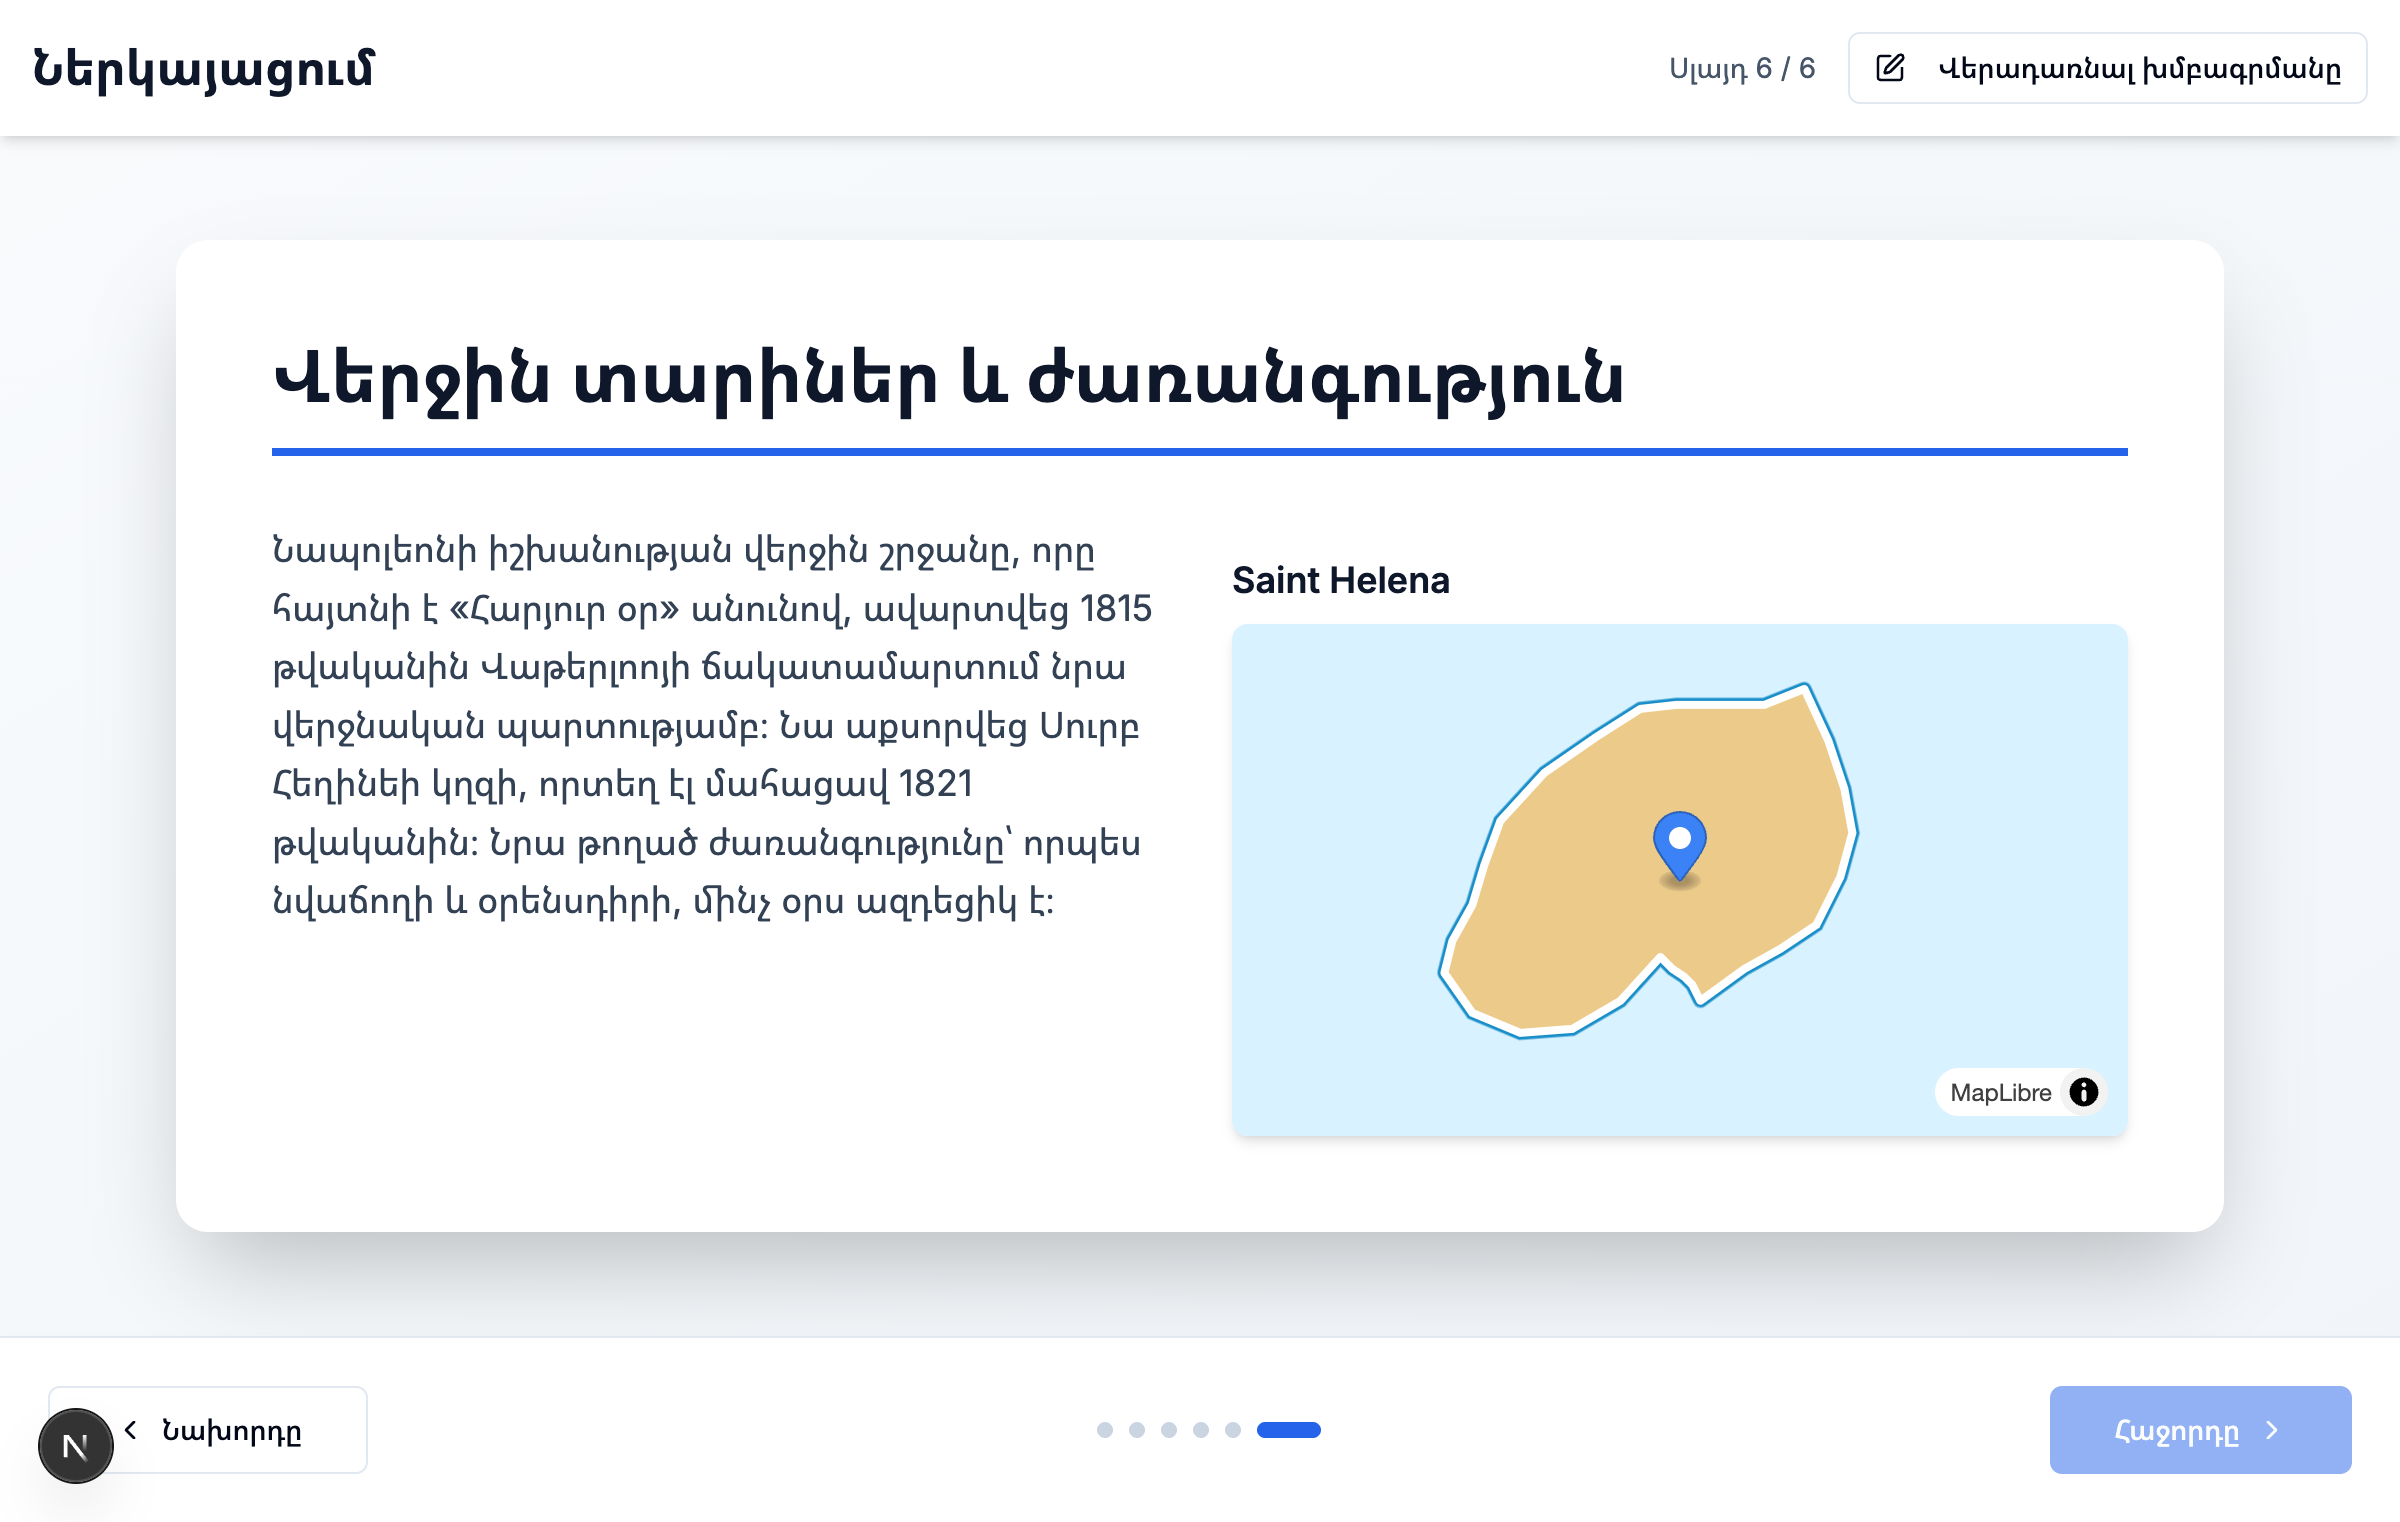 Ներկայացում
Սլայդ 6 / 6
Վերադառնալ խմբագրմանը
Վերջին տարիներ և ժառանգություն
Նապոլեոնի իշխանության վերջին շրջանը, որը
հայտնի է «Հարյուր օր» անունով, ավարտվեց 1815
թվականին Վաթերլոոյի ճակատամարտում նրա
վերջնական պարտությամբ։ Նա աքսորվեց Սուրբ
Հեղինեի կղզի, որտեղ էլ մահացավ 1821
թվականին։ Նրա թողած ժառանգությունը՝ որպես
նվաճողի և օրենսդիրի, մինչ օրս ազդեցիկ է։
Saint Helena
MapLibre
N
Նախորդը
Հաջորդը